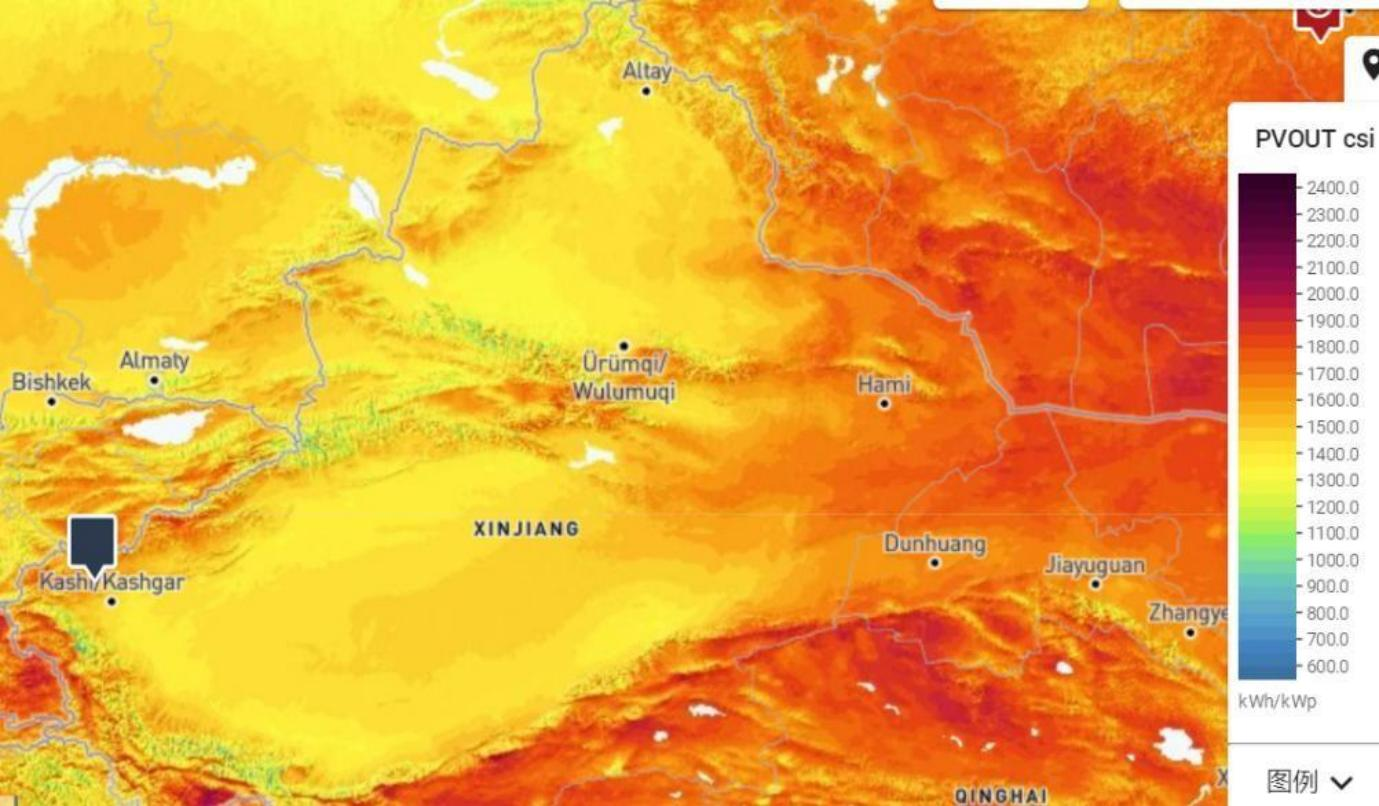 Altay
PVOUT csi
2400.0
2300.0
2200.0
2100.0
2000.0
1900.0
1800.0
1700.0
1600.0
1500.0
1400.0
1300.0
1200.0
1100.0
1000.0
900.0
800.0
700.0
600.0
kWh/kWp
Almaty
Bishkek
Ürümqi/
Wulumuqi
Hami
XINJIANG
Dunhuang
Jiayuguan
Kashi/Kashgar
Zhangye
QINGHAI
X
图例